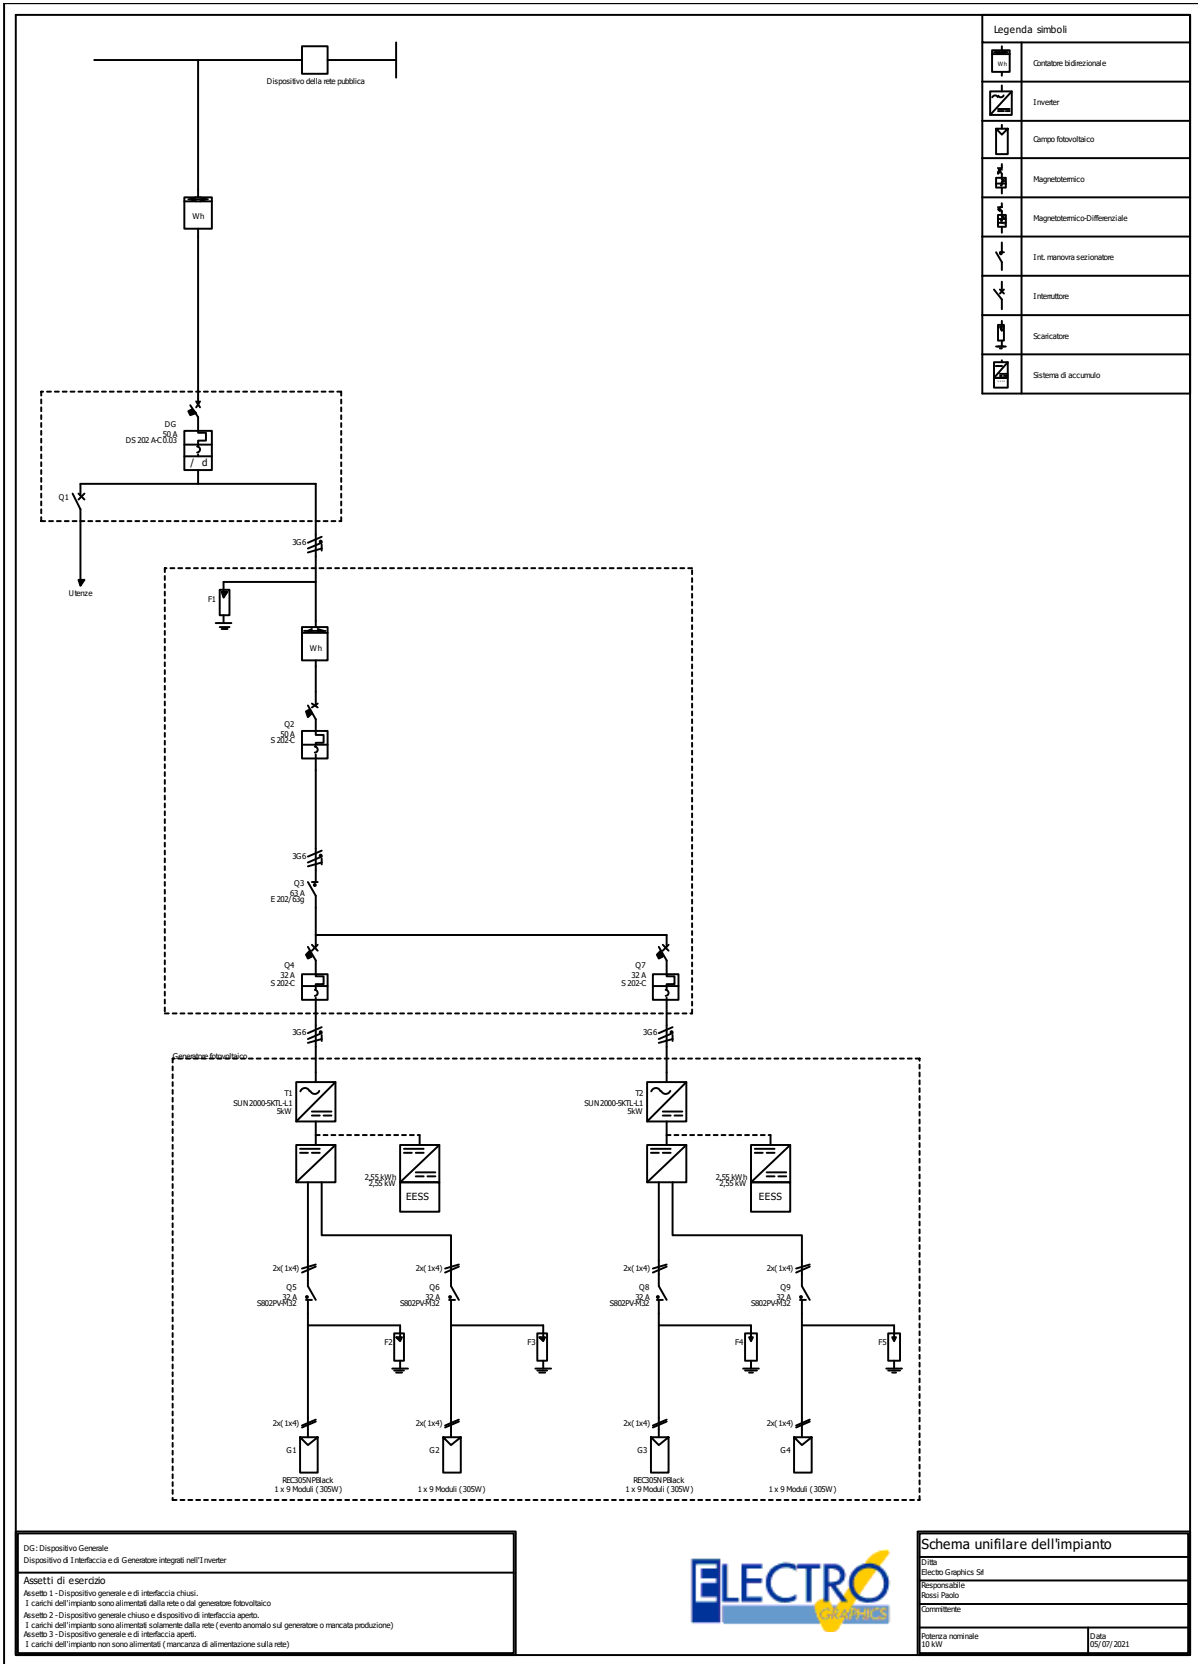 Legenda simboli
Wh
Contatore bidirezionale
Inverter
Campo fotovoltaico
Magnetotermico
Magnetotermico-Differenziale
Int. manovra sezionatore
Interruttore
Scaricatore
Sistema di accumulo
Dispositivo della rete pubblica
Wh
DG
50 A
DS 202 A-C 0.03
/ d
Q1
Utenze
3G6
F1
Wh
Q2
50 A
S 202-C
3G6
Q3
63 A
E 202/63g
Q4
32 A
S 202-C
Q7
32 A
S 202-C
3G6
3G6
Generatore fotovoltaico
T1
SUN2000-5KTL-L1
5kW
T2
SUN2000-5KTL-L1
5kW
2,55 kWh
2,55 kW
EESS
2,55 kWh
2,55 kW
EESS
2x(1x4)
2x(1x4)
2x(1x4)
2x(1x4)
Q5
32 A
S802PV-M32
Q6
32 A
S802PV-M32
Q8
32 A
S802PV-M32
Q9
32 A
S802PV-M32
F2
F3
F4
F5
2x(1x4)
2x(1x4)
2x(1x4)
2x(1x4)
G1
G2
G3
G4
REC305NPBlack
1 x 9 Moduli (305W)
1 x 9 Moduli (305W)
REC305NPBlack
1 x 9 Moduli (305W)
1 x 9 Moduli (305W)
DG: Dispositivo Generale
Dispositivo di Interfaccia e di Generatore integrati nell'Inverter
Assetti di esercizio
Assetto 1 - Dispositivo generale e di interfaccia chiusi.
I carichi dell'impianto sono alimentati dalla rete o dal generatore fotovoltaico
Assetto 2 - Dispositivo generale chiuso e dispositivo di interfaccia aperto.
I carichi dell'impianto sono alimentati solamente dalla rete (evento anomalo sul generatore o mancata produzione)
Assetto 3 - Dispositivo generale e di interfaccia aperti.
I carichi dell'impianto non sono alimentati (mancanza di alimentazione sulla rete)
ELECTRO
GRAPHICS
Schema unifilare dell'impianto
Ditta
Electro Graphics Srl
Responsabile
Rossi Paolo
Committente
Potenza nominale
10 kW
Data
05/07/2021